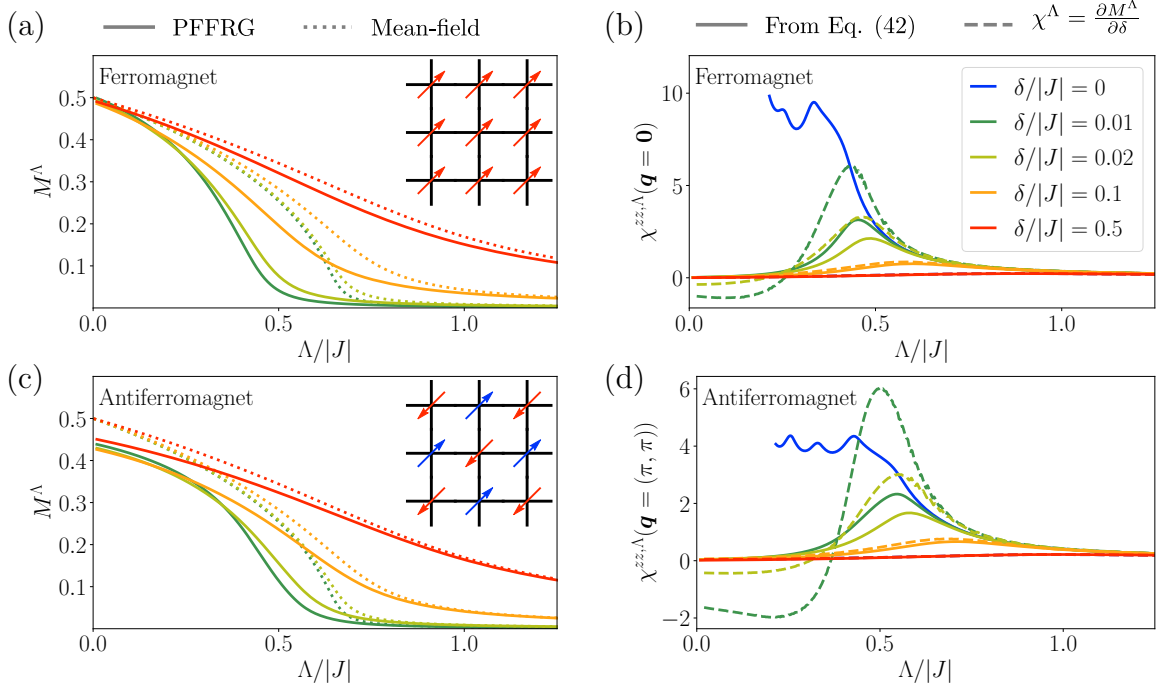 (a) PFFRG Mean-field
Ferromagnet
0.5
0.4
0.3
0.2
0.1
M^Λ
0.0 0.5 1.0
Λ/|J|
(b) From Eq. (42) χ^Λ = ∂M^Λ/∂δ
Ferromagnet
10
5
0
χ^{zz,Λ}(q = 0)
δ/|J| = 0
δ/|J| = 0.01
δ/|J| = 0.02
δ/|J| = 0.1
δ/|J| = 0.5
0.0 0.5 1.0
Λ/|J|
(c)
Antiferromagnet
0.5
0.4
0.3
0.2
0.1
M^Λ
0.0 0.5 1.0
Λ/|J|
(d)
Antiferromagnet
6
4
2
0
−2
χ^{zz,Λ}(q = (π, π))
0.0 0.5 1.0
Λ/|J|